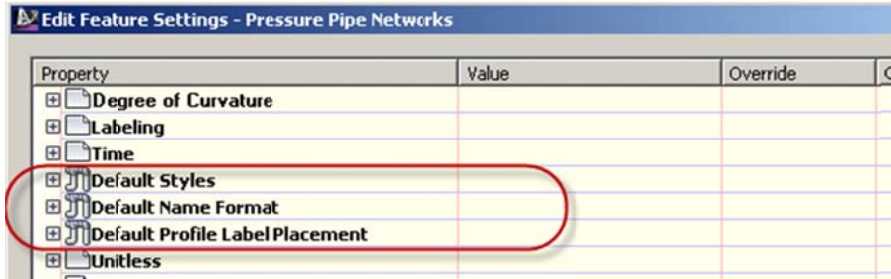 Edit Feature Settings - Pressure Pipe Networks
Property Value Override
Degree of Curvature
Labeling
Time
Default Styles
Default Name Format
Default Profile Label Placement
Unitless